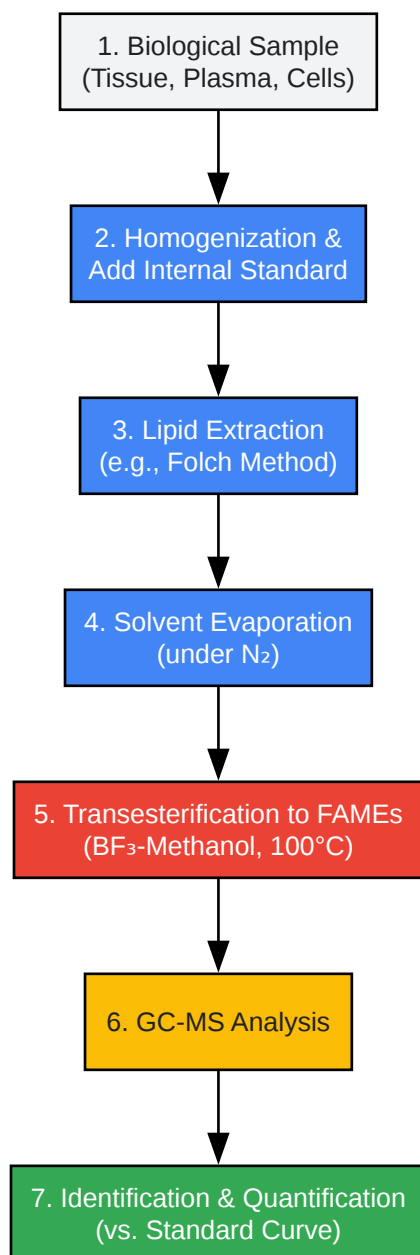 1. Biological Sample
(Tissue, Plasma, Cells)
2. Homogenization &
Add Internal Standard
3. Lipid Extraction
(e.g., Folch Method)
4. Solvent Evaporation
(under N₂)
5. Transesterification to FAMEs
(BF₃-Methanol, 100°C)
6. GC-MS Analysis
7. Identification & Quantification
(vs. Standard Curve)